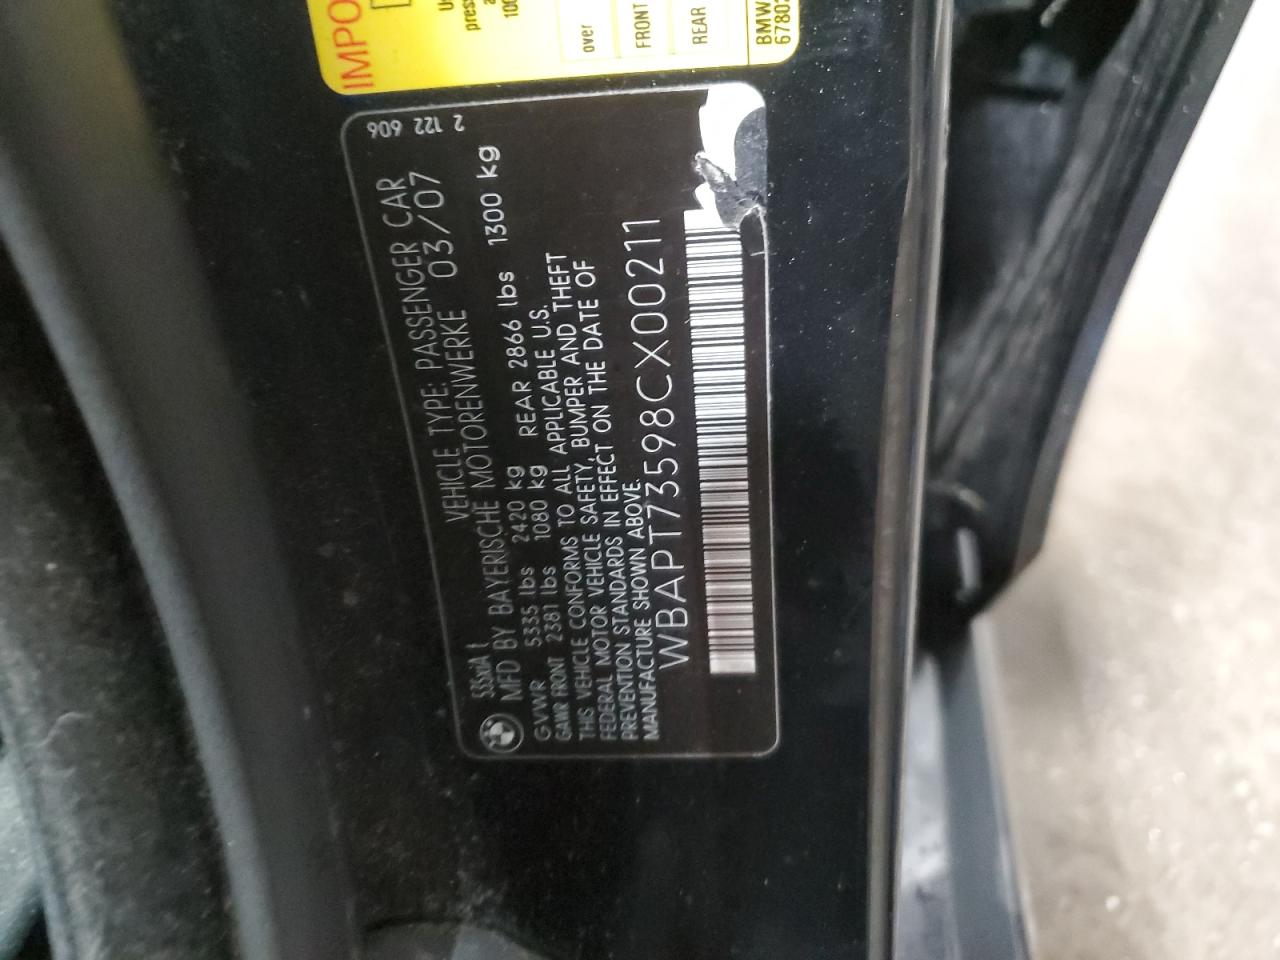 IMPO
over
FRONT
REAR
BMW
6780
2 122 606
VEHICLE TYPE: PASSENGER CAR
535xiA t
MFD BY BAYERISCHE MOTORENWERKE 03/07
GVWR 5335 lbs 2420 kg REAR 2866 lbs 1300 kg
GAWR FRONT 2381 lbs 1080 kg
THIS VEHICLE CONFORMS TO ALL APPLICABLE U.S.
FEDERAL MOTOR VEHICLE SAFETY, BUMPER AND THEFT
PREVENTION STANDARDS IN EFFECT ON THE DATE OF
MANUFACTURE SHOWN ABOVE.
WBAPT73598CX00211